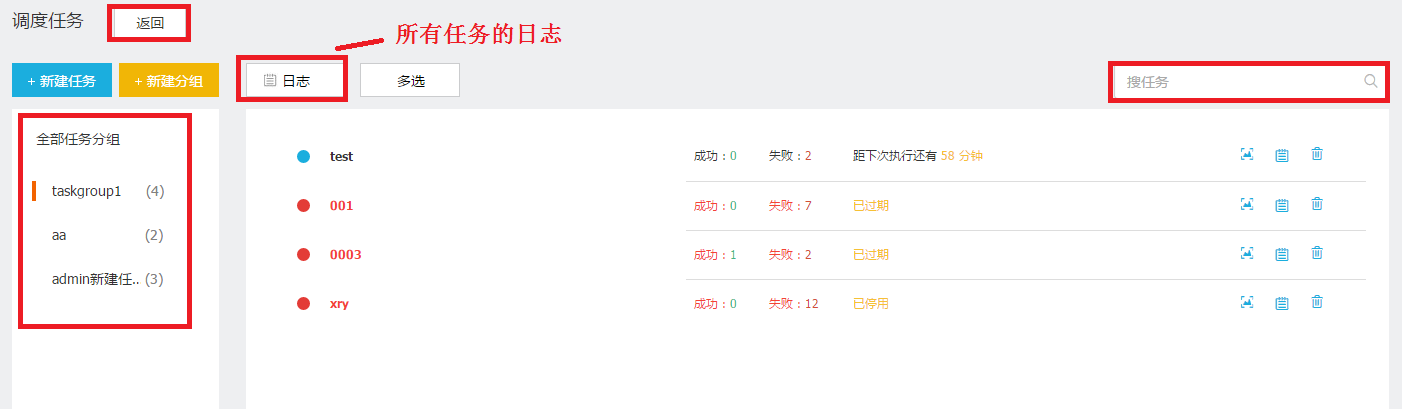 调度任务 返回
所有任务的日志
+ 新建任务 + 新建分组 日志 多选 搜任务
全部任务分组
taskgroup1 (4)
aa (2)
admin新建任... (3)
test 成功：0 失败：2 距下次执行还有 58 分钟
001 成功：0 失败：7 已过期
0003 成功：1 失败：2 已过期
xry 成功：0 失败：12 已停用